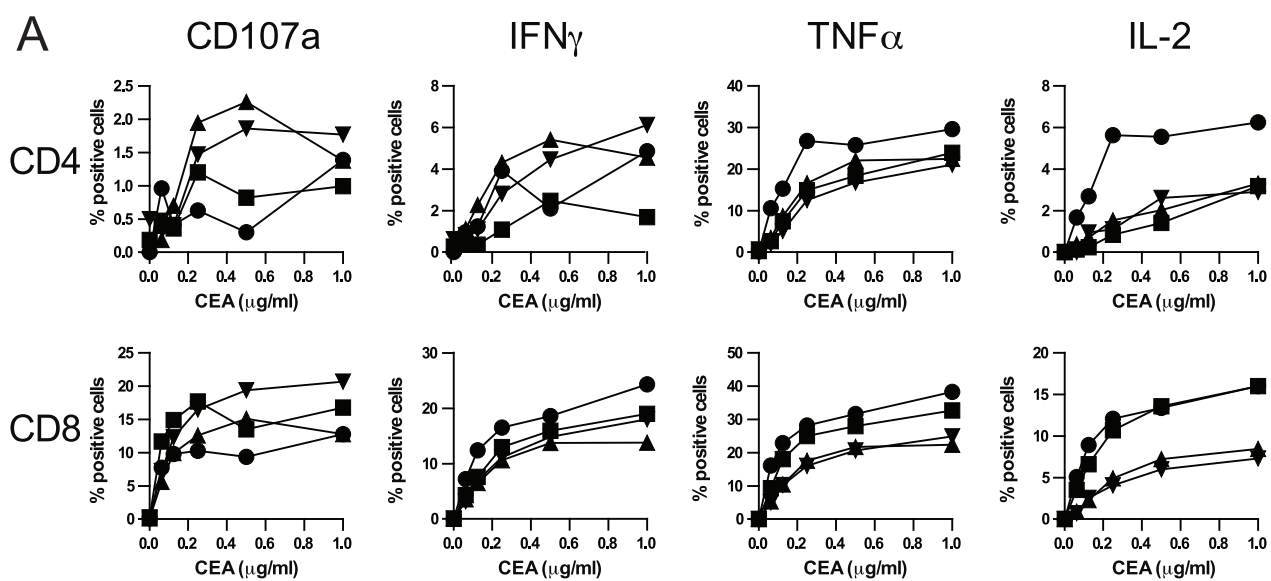 A
CD107a IFNγ TNFα IL-2
CD4
% positive cells
2.5
2.0
1.5
1.0
0.5
0.0
0.0 0.2 0.4 0.6 0.8 1.0
CEA (μg/ml)
% positive cells
8
6
4
2
0
0.0 0.2 0.4 0.6 0.8 1.0
CEA (μg/ml)
% positive cells
40
30
20
10
0
0.0 0.2 0.4 0.6 0.8 1.0
CEA (μg/ml)
% positive cells
8
6
4
2
0
0.0 0.2 0.4 0.6 0.8 1.0
CEA (μg/ml)
CD8
% positive cells
25
20
15
10
5
0
0.0 0.2 0.4 0.6 0.8 1.0
CEA (μg/ml)
% positive cells
30
20
10
0
0.0 0.2 0.4 0.6 0.8 1.0
CEA (μg/ml)
% positive cells
50
40
30
20
10
0
0.0 0.2 0.4 0.6 0.8 1.0
CEA (μg/ml)
% positive cells
20
15
10
5
0
0.0 0.2 0.4 0.6 0.8 1.0
CEA (μg/ml)